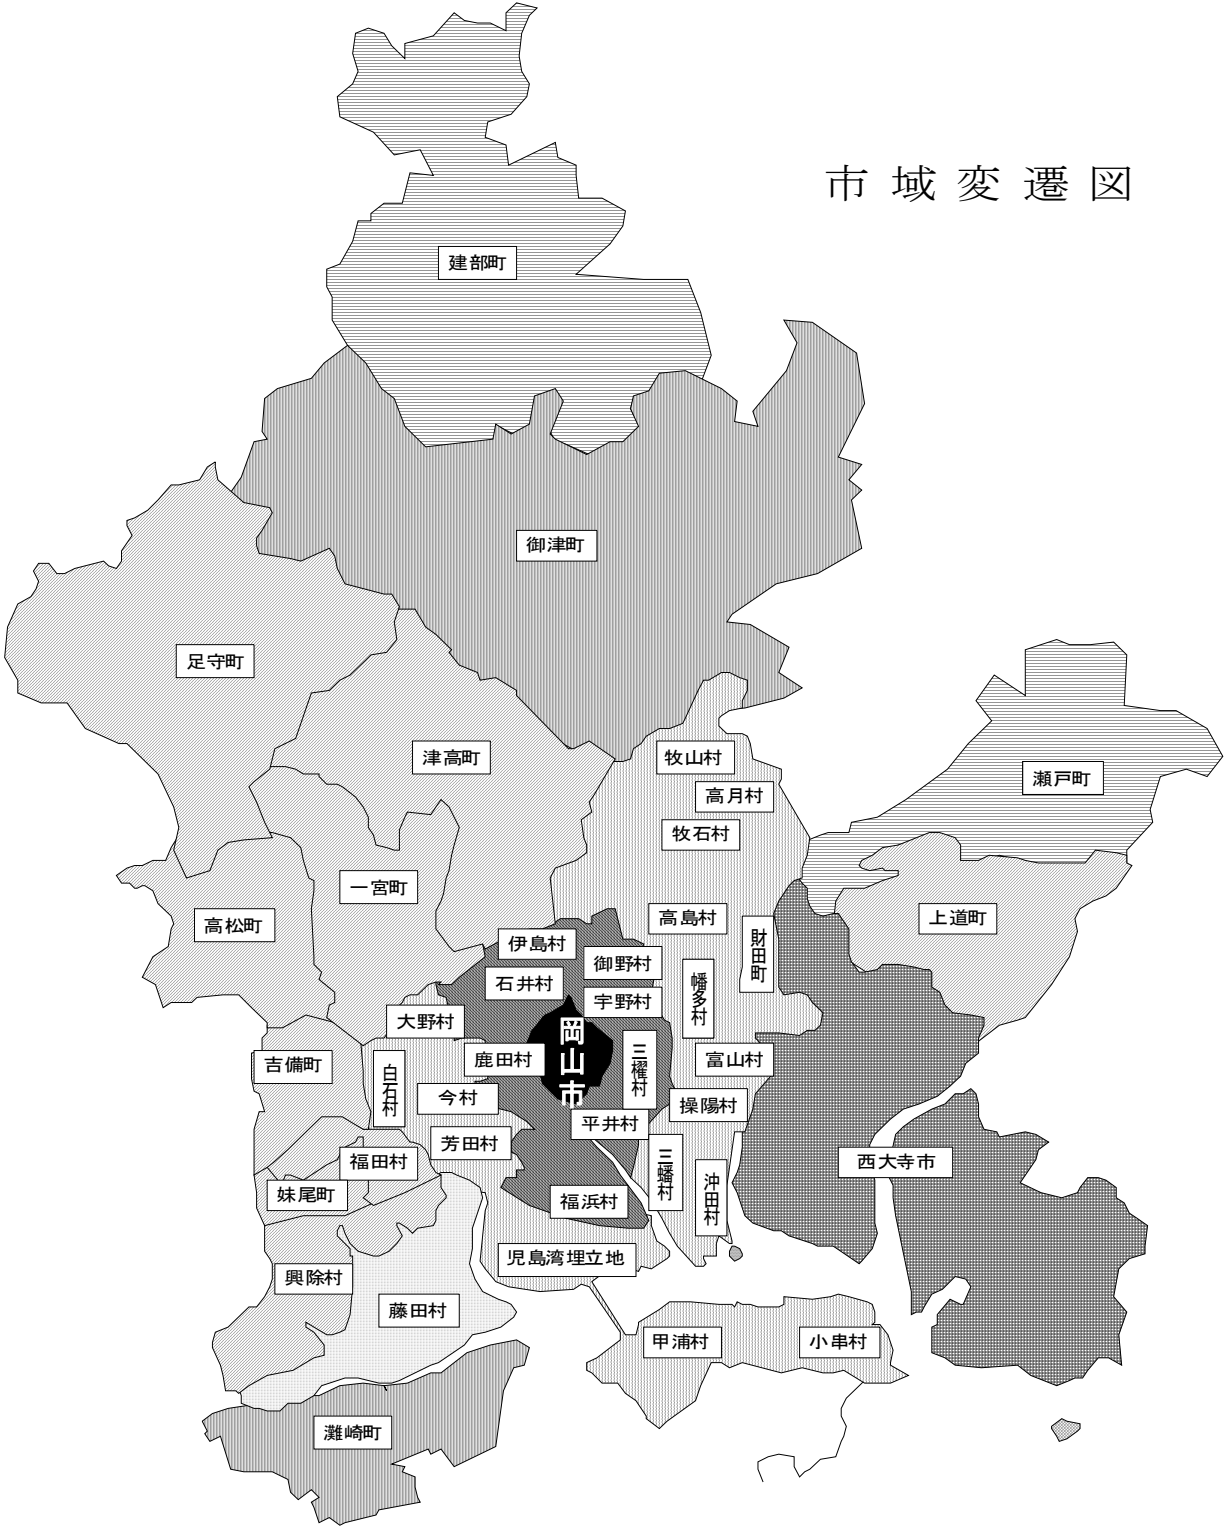 市域変遷図
建部町
御津町
足守町
津高町
牧山村
瀬戸町
高月村
牧石村
一宮町
高松町
高島村
上道町
財田町
伊島村
御野村
石井村
幡多村
宇野村
大野村
岡山市
三櫂村
鹿田村
富山村
吉備町
白石村
今村
操陽村
平井村
芳田村
福田村
三蟠村
西大寺市
沖田村
妹尾町
福浜村
児島湾埋立地
興除村
藤田村
甲浦村
小串村
灘崎町